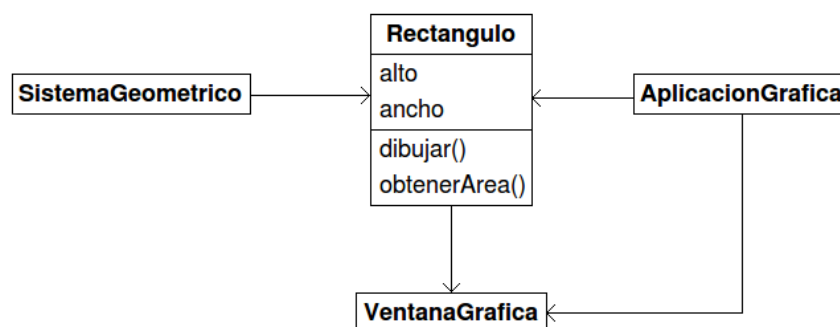 Rectangulo
alto
ancho
dibujar()
obtenerArea()
SistemaGeometrico
AplicacionGrafica
VentanaGrafica